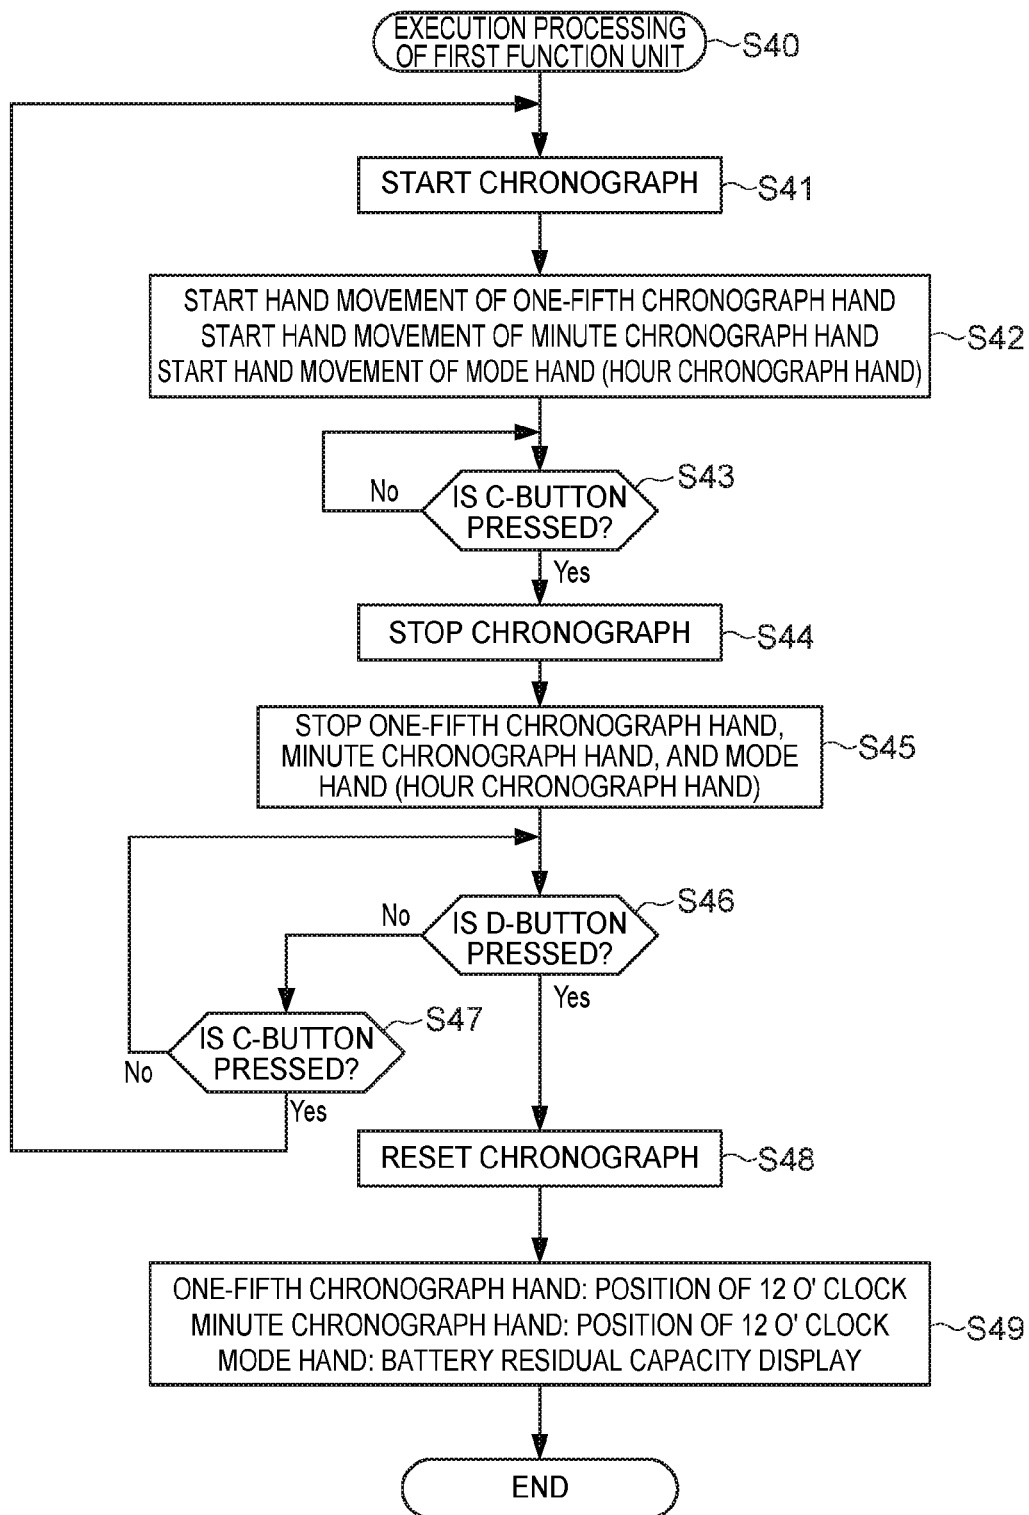 EXECUTION PROCESSING
OF FIRST FUNCTION UNIT
S40
START CHRONOGRAPH
S41
START HAND MOVEMENT OF ONE-FIFTH CHRONOGRAPH HAND
START HAND MOVEMENT OF MINUTE CHRONOGRAPH HAND
START HAND MOVEMENT OF MODE HAND (HOUR CHRONOGRAPH HAND)
S42
IS C-BUTTON
PRESSED?
S43
No
Yes
STOP CHRONOGRAPH
S44
STOP ONE-FIFTH CHRONOGRAPH HAND,
MINUTE CHRONOGRAPH HAND, AND MODE
HAND (HOUR CHRONOGRAPH HAND)
S45
IS D-BUTTON
PRESSED?
S46
No
Yes
IS C-BUTTON
PRESSED?
S47
No
Yes
RESET CHRONOGRAPH
S48
ONE-FIFTH CHRONOGRAPH HAND: POSITION OF 12 O' CLOCK
MINUTE CHRONOGRAPH HAND: POSITION OF 12 O' CLOCK
MODE HAND: BATTERY RESIDUAL CAPACITY DISPLAY
S49
END